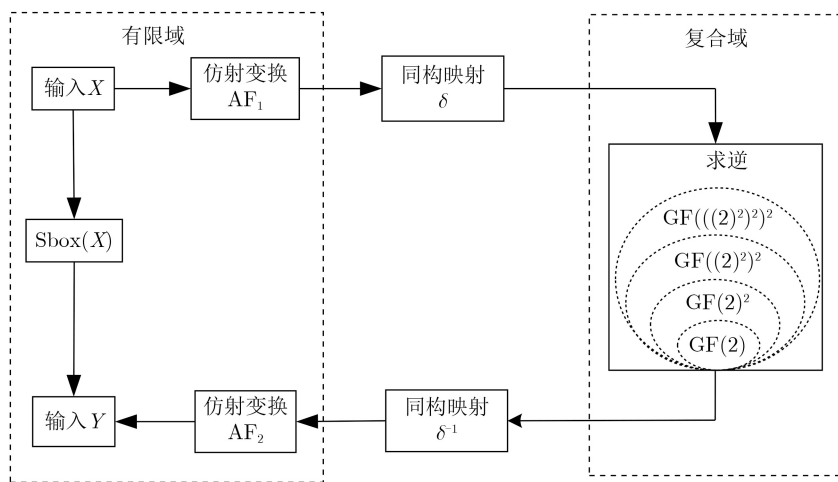 有限域
复合域
输入X
仿射变换
AF₁
同构映射
δ
求逆
GF(((2)²)²)²
GF((2)²)²
GF(2)²
GF(2)
Sbox(X)
输入Y
仿射变换
AF₂
同构映射
δ⁻¹